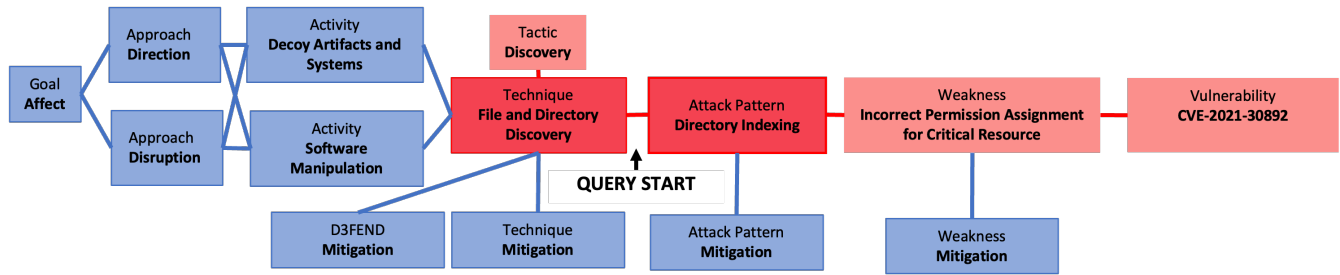 Goal
Affect
Approach
Direction
Approach
Disruption
Activity
Decoy Artifacts and
Systems
Activity
Software
Manipulation
Tactic
Discovery
Technique
File and Directory
Discovery
Attack Pattern
Directory Indexing
Weakness
Incorrect Permission Assignment
for Critical Resource
Vulnerability
CVE-2021-30892
QUERY START
D3FEND
Mitigation
Technique
Mitigation
Attack Pattern
Mitigation
Weakness
Mitigation